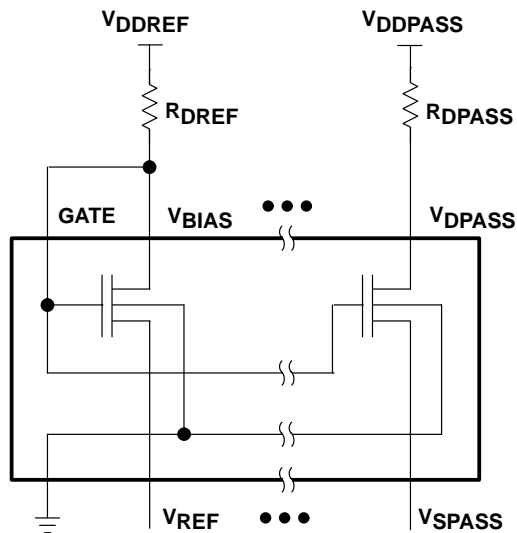 VDDREF VDDPASS
RDREF RDPASS
GATE VBIAS ••• VDPASS
VREF ••• VSPASS